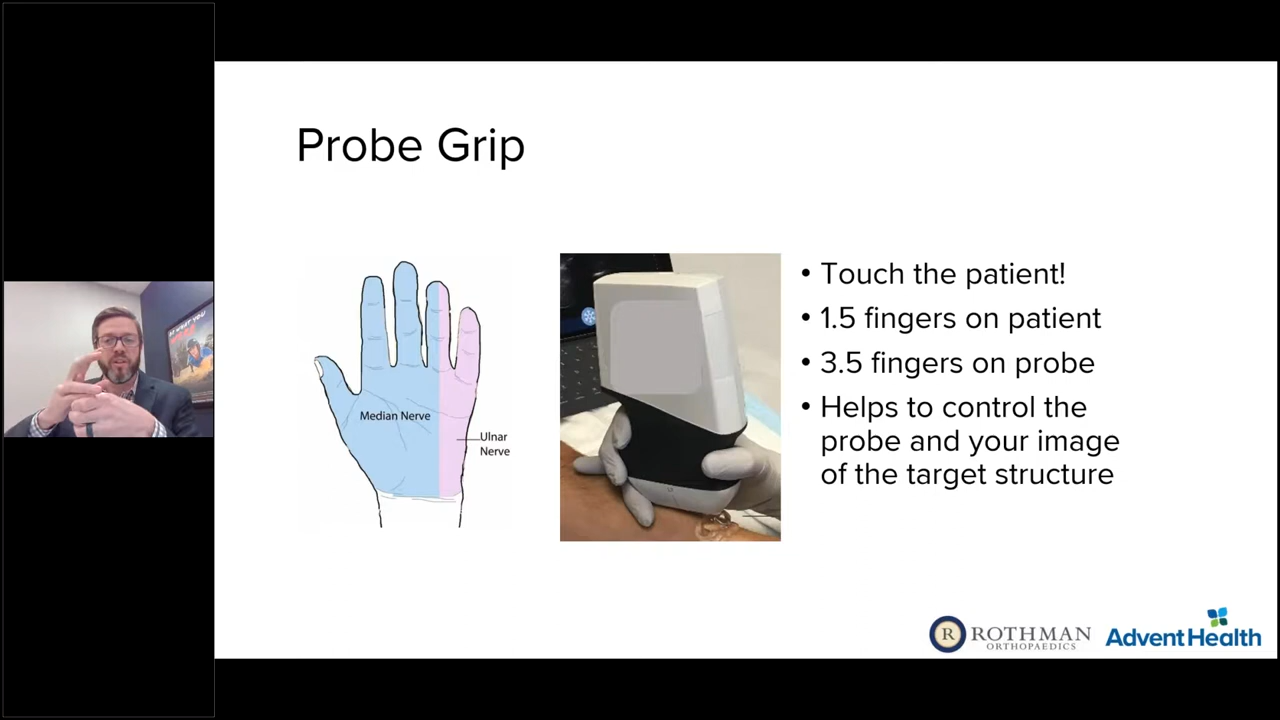 Probe Grip
Median Nerve
Ulnar
Nerve
• Touch the patient!
• 1.5 fingers on patient
• 3.5 fingers on probe
• Helps to control the
probe and your image
of the target structure
R ROTHMAN
ORTHOPAEDICS
AdventHealth